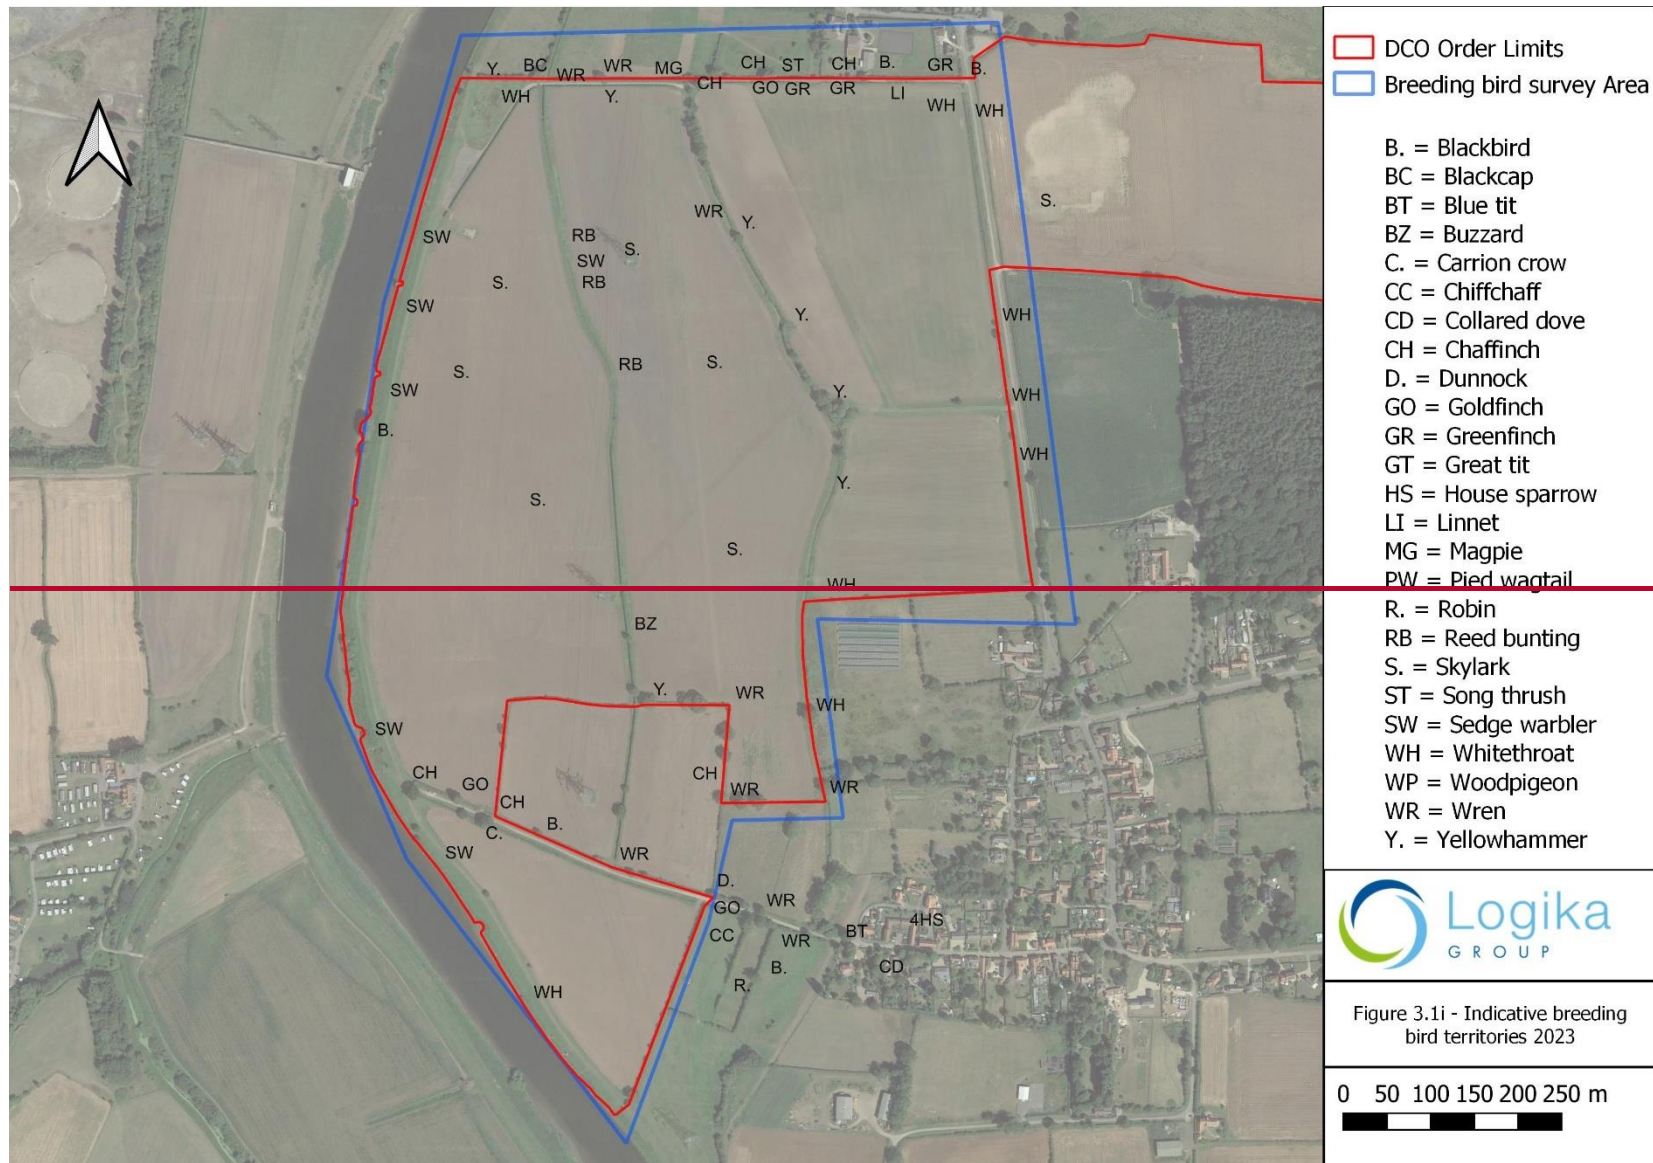 DCO Order Limits
Breeding bird survey Area
B. = Blackbird
BC = Blackcap
BT = Blue tit
BZ = Buzzard
C. = Carrion crow
CC = Chiffchaff
CD = Collared dove
CH = Chaffinch
D. = Dunnock
GO = Goldfinch
GR = Greenfinch
GT = Great tit
HS = House sparrow
LI = Linnet
MG = Magpie
PW = Pied wagtail
R. = Robin
RB = Reed bunting
S. = Skylark
ST = Song thrush
SW = Sedge warbler
WH = Whitethroat
WP = Woodpigeon
WR = Wren
Y. = Yellowhammer
Logika
GROUP
Figure 3.1i - Indicative breeding
bird territories 2023
0 50 100 150 200 250 m
Y. BC WR WR MG CH CH ST CH B. GR B.
WH Y. GO GR GR LI WH WH
S.
WR Y.
SW RB S.
SW
S. RB
SW Y. WH
S. RB S.
SW Y. WH
B.
WH
Y.
S.
S.
WH
BZ
Y. WR
WH
SW
CH GO CH WR WR
CH
C. B.
SW WR
D.
GO WR
CC WR BT 4HS
B. CD
R.
WH